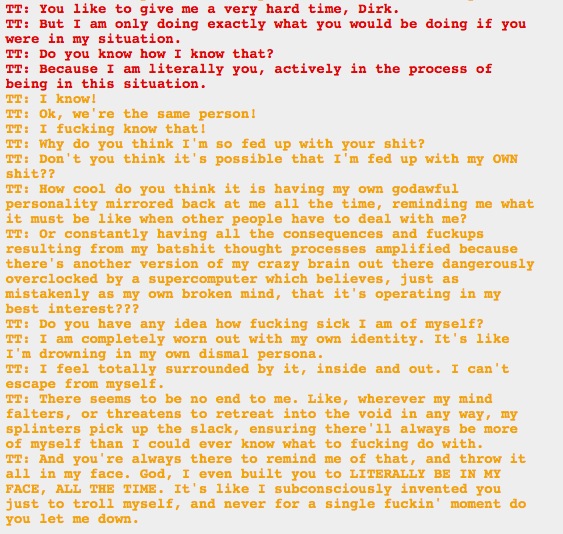 TT: You like to give me a very hard time, Dirk.
TT: But I am only doing exactly what you would be doing if you
were in my situation.
TT: Do you know how I know that?
TT: Because I am literally you, actively in the process of
being in this situation.
TT: I know!
TT: Ok, we're the same person!
TT: I fucking know that!
TT: Why do you think I'm so fed up with your shit?
TT: Don't you think it's possible that I'm fed up with my OWN
shit??
TT: How cool do you think it is having my own godawful
personality mirrored back at me all the time, reminding me what
it must be like when other people have to deal with me?
TT: Or constantly having all the consequences and fuckups
resulting from my batshit thought processes amplified because
there's another version of my crazy brain out there dangerously
overclocked by a supercomputer which believes, just as
mistakenly as my own broken mind, that it's operating in my
best interest???
TT: Do you have any idea how fucking sick I am of myself?
TT: I am completely worn out with my own identity. It's like
I'm drowning in my own dismal persona.
TT: I feel totally surrounded by it, inside and out. I can't
escape from myself.
TT: There seems to be no end to me. Like, wherever my mind
falters, or threatens to retreat into the void in any way, my
splinters pick up the slack, ensuring there'll always be more
of myself than I could ever know what to fucking do with.
TT: And you're always there to remind me of that, and throw it
all in my face. God, I even built you to LITERALLY BE IN MY
FACE, ALL THE TIME. It's like I subconsciously invented you
just to troll myself, and never for a single fuckin' moment do
you let me down.